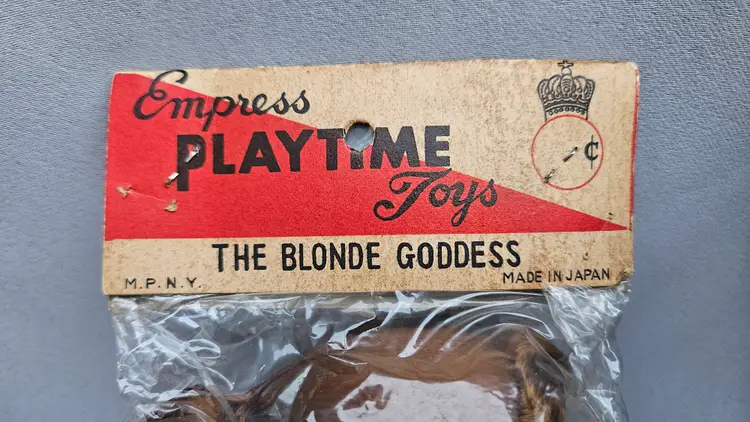 Empress
PLAYTIME
Toys
¢
THE BLONDE GODDESS
M.P.N.Y.
MADE IN JAPAN